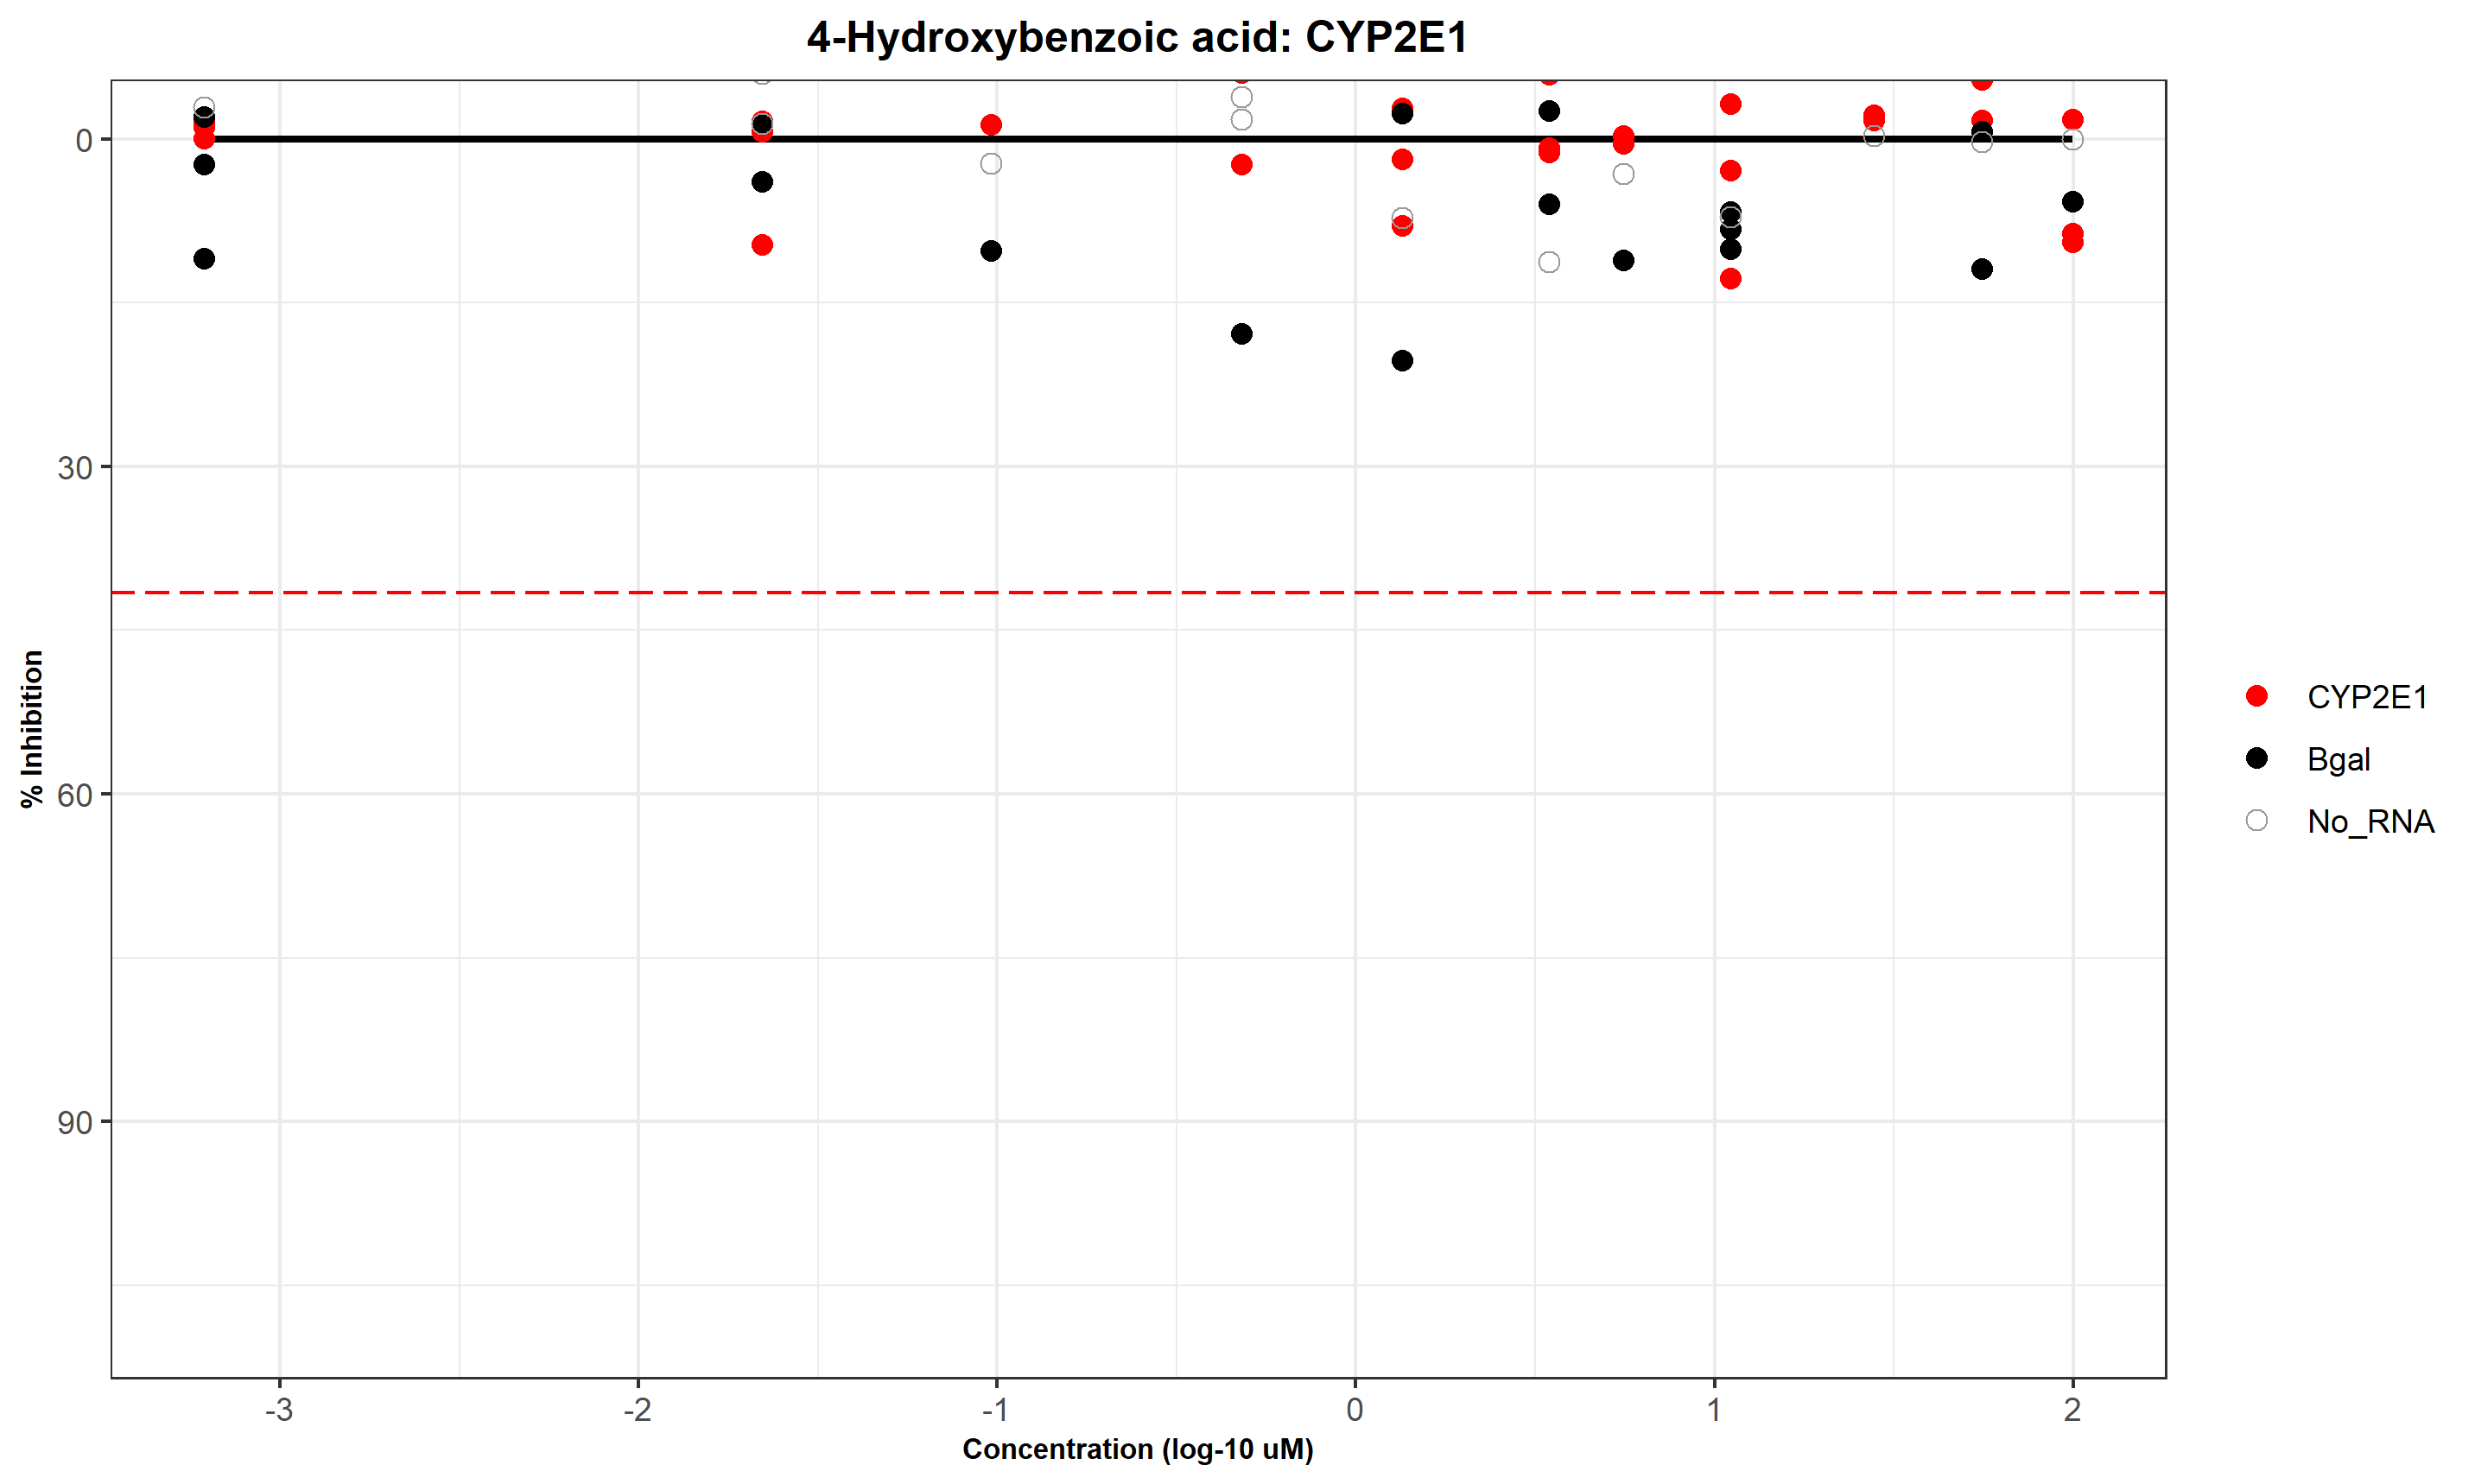 4-Hydroxybenzoic acid: CYP2E1
% Inhibition
0
30
60
90
-3
-2
-1
0
1
2
Concentration (log-10 uM)
CYP2E1
Bgal
No_RNA